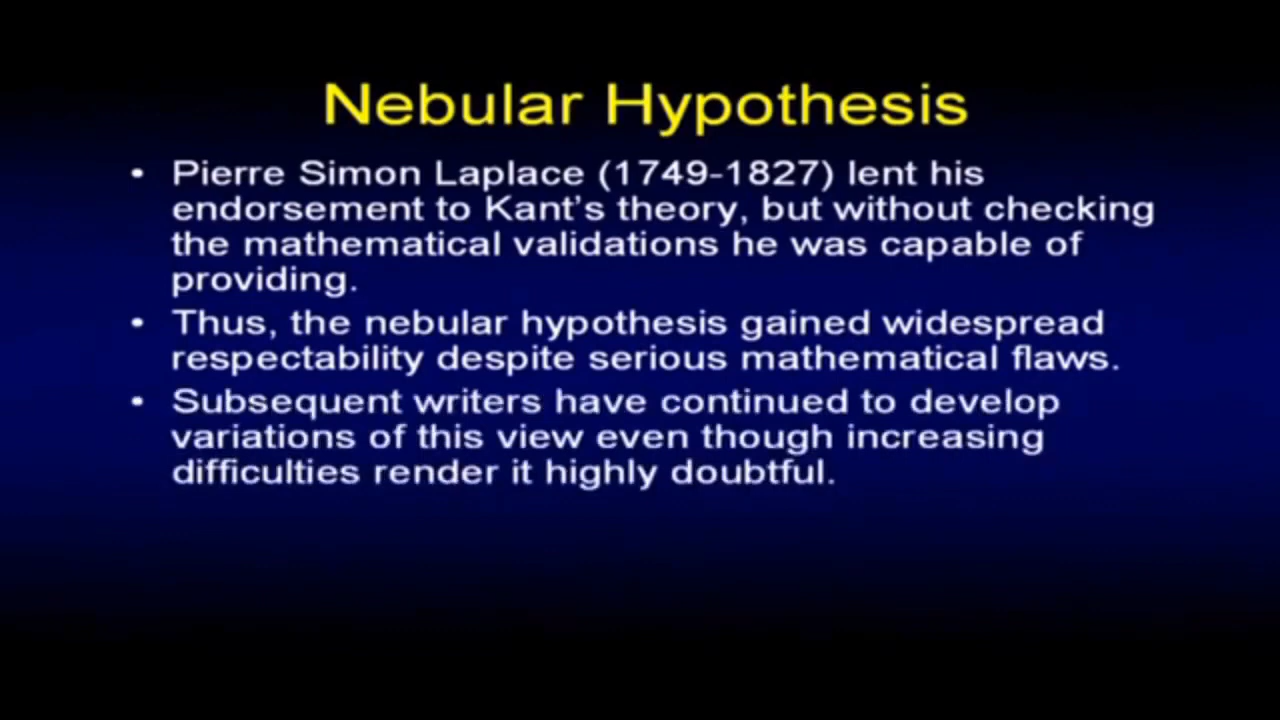 Nebular Hypothesis
• Pierre Simon Laplace (1749-1827) lent his
endorsement to Kant's theory, but without checking
the mathematical validations he was capable of
providing.
• Thus, the nebular hypothesis gained widespread
respectability despite serious mathematical flaws.
• Subsequent writers have continued to develop
variations of this view even though increasing
difficulties render it highly doubtful.